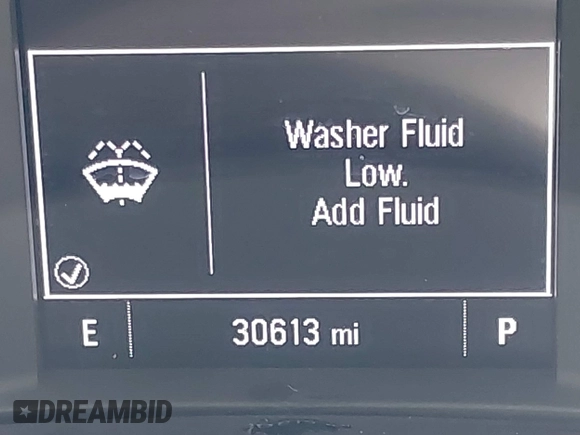 Washer Fluid
Low.
Add Fluid
E 30613 mi P
DREAMBID